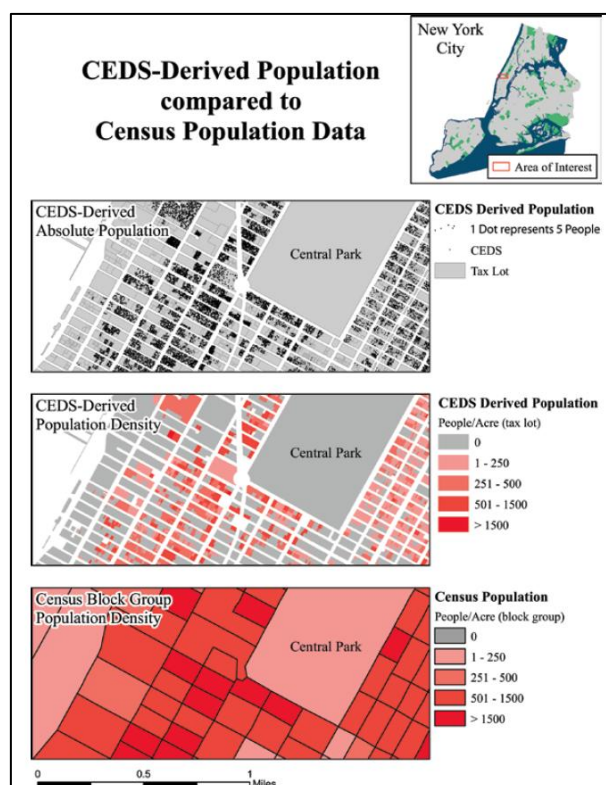 CEDS-Derived Population
compared to
Census Population Data
New York
City
Area of Interest
CEDS-Derived
Absolute Population
Central Park
CEDS Derived Population
1 Dot represents 5 People
CEDS
Tax Lot
CEDS-Derived
Population Density
Central Park
CEDS Derived Population
People/Acre (tax lot)
0
1 - 250
251 - 500
501 - 1500
> 1500
Census Block Group
Population Density
Central Park
Census Population
People/Acre (block group)
0
1 - 250
251 - 500
501 - 1500
> 1500
0 0.5 1
Miles